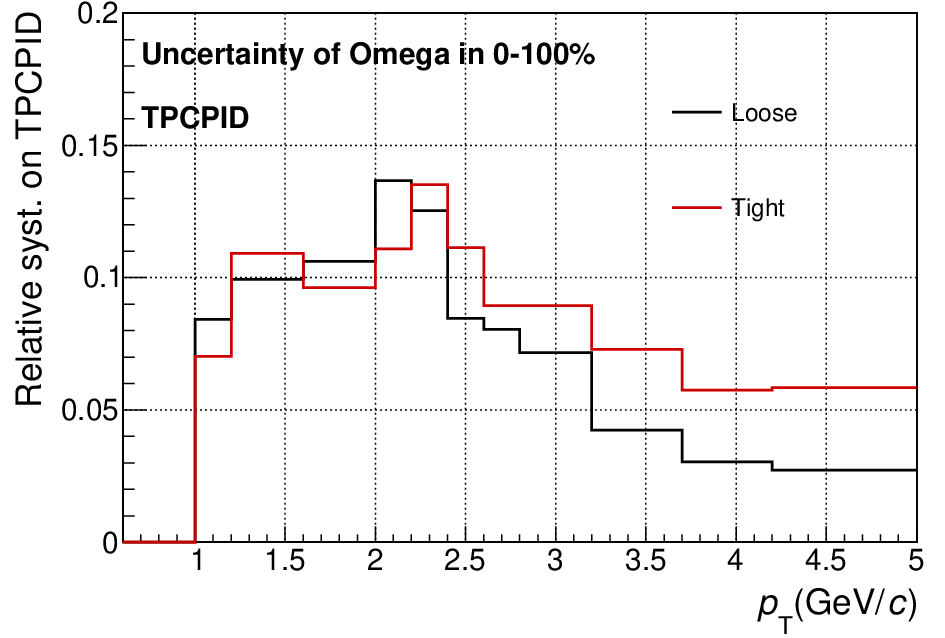 Relative syst. on TPCPID
0.2
0.15
0.1
0.05
0
Uncertainty of Omega in 0-100%
TPCPID
Loose
Tight
1 1.5 2 2.5 3 3.5 4 4.5 5
pT(GeV/c)